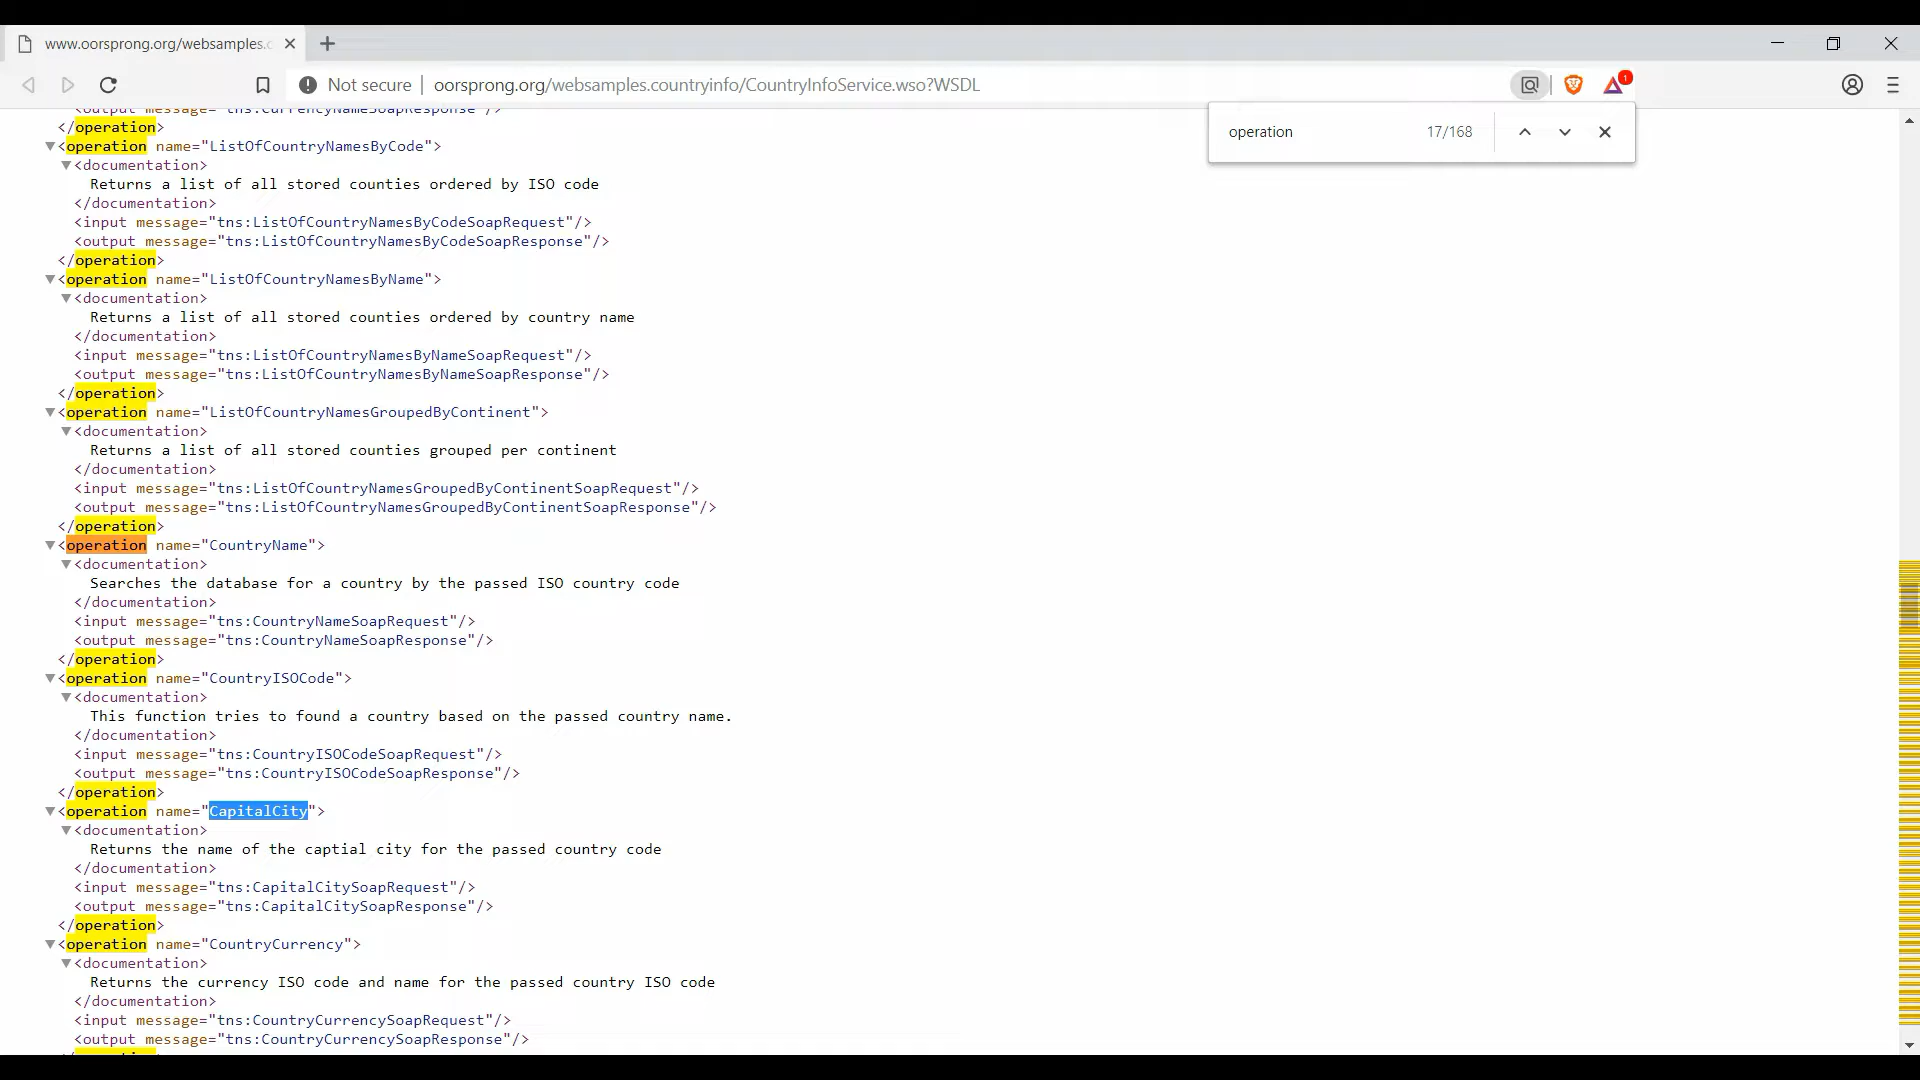 www.oorsprong.org/websamples.c
Not secure | oorsprong.org/websamples.countryinfo/CountryInfoService.wso?WSDL
1
operation 17/168
<output message="tns:CurrencyNameSoapResponse"/>
</operation>
▼<operation name="ListOfCountryNamesByCode">
▼<documentation>
Returns a list of all stored counties ordered by ISO code
</documentation>
<input message="tns:ListOfCountryNamesByCodeSoapRequest"/>
<output message="tns:ListOfCountryNamesByCodeSoapResponse"/>
</operation>
▼<operation name="ListOfCountryNamesByName">
▼<documentation>
Returns a list of all stored counties ordered by country name
</documentation>
<input message="tns:ListOfCountryNamesByNameSoapRequest"/>
<output message="tns:ListOfCountryNamesByNameSoapResponse"/>
</operation>
▼<operation name="ListOfCountryNamesGroupedByContinent">
▼<documentation>
Returns a list of all stored counties grouped per continent
</documentation>
<input message="tns:ListOfCountryNamesGroupedByContinentSoapRequest"/>
<output message="tns:ListOfCountryNamesGroupedByContinentSoapResponse"/>
</operation>
▼<operation name="CountryName">
▼<documentation>
Searches the database for a country by the passed ISO country code
</documentation>
<input message="tns:CountryNameSoapRequest"/>
<output message="tns:CountryNameSoapResponse"/>
</operation>
▼<operation name="CountryISOCode">
▼<documentation>
This function tries to found a country based on the passed country name.
</documentation>
<input message="tns:CountryISOCodeSoapRequest"/>
<output message="tns:CountryISOCodeSoapResponse"/>
</operation>
▼<operation name="CapitalCity">
▼<documentation>
Returns the name of the captial city for the passed country code
</documentation>
<input message="tns:CapitalCitySoapRequest"/>
<output message="tns:CapitalCitySoapResponse"/>
</operation>
▼<operation name="CountryCurrency">
▼<documentation>
Returns the currency ISO code and name for the passed country ISO code
</documentation>
<input message="tns:CountryCurrencySoapRequest"/>
<output message="tns:CountryCurrencySoapResponse"/>